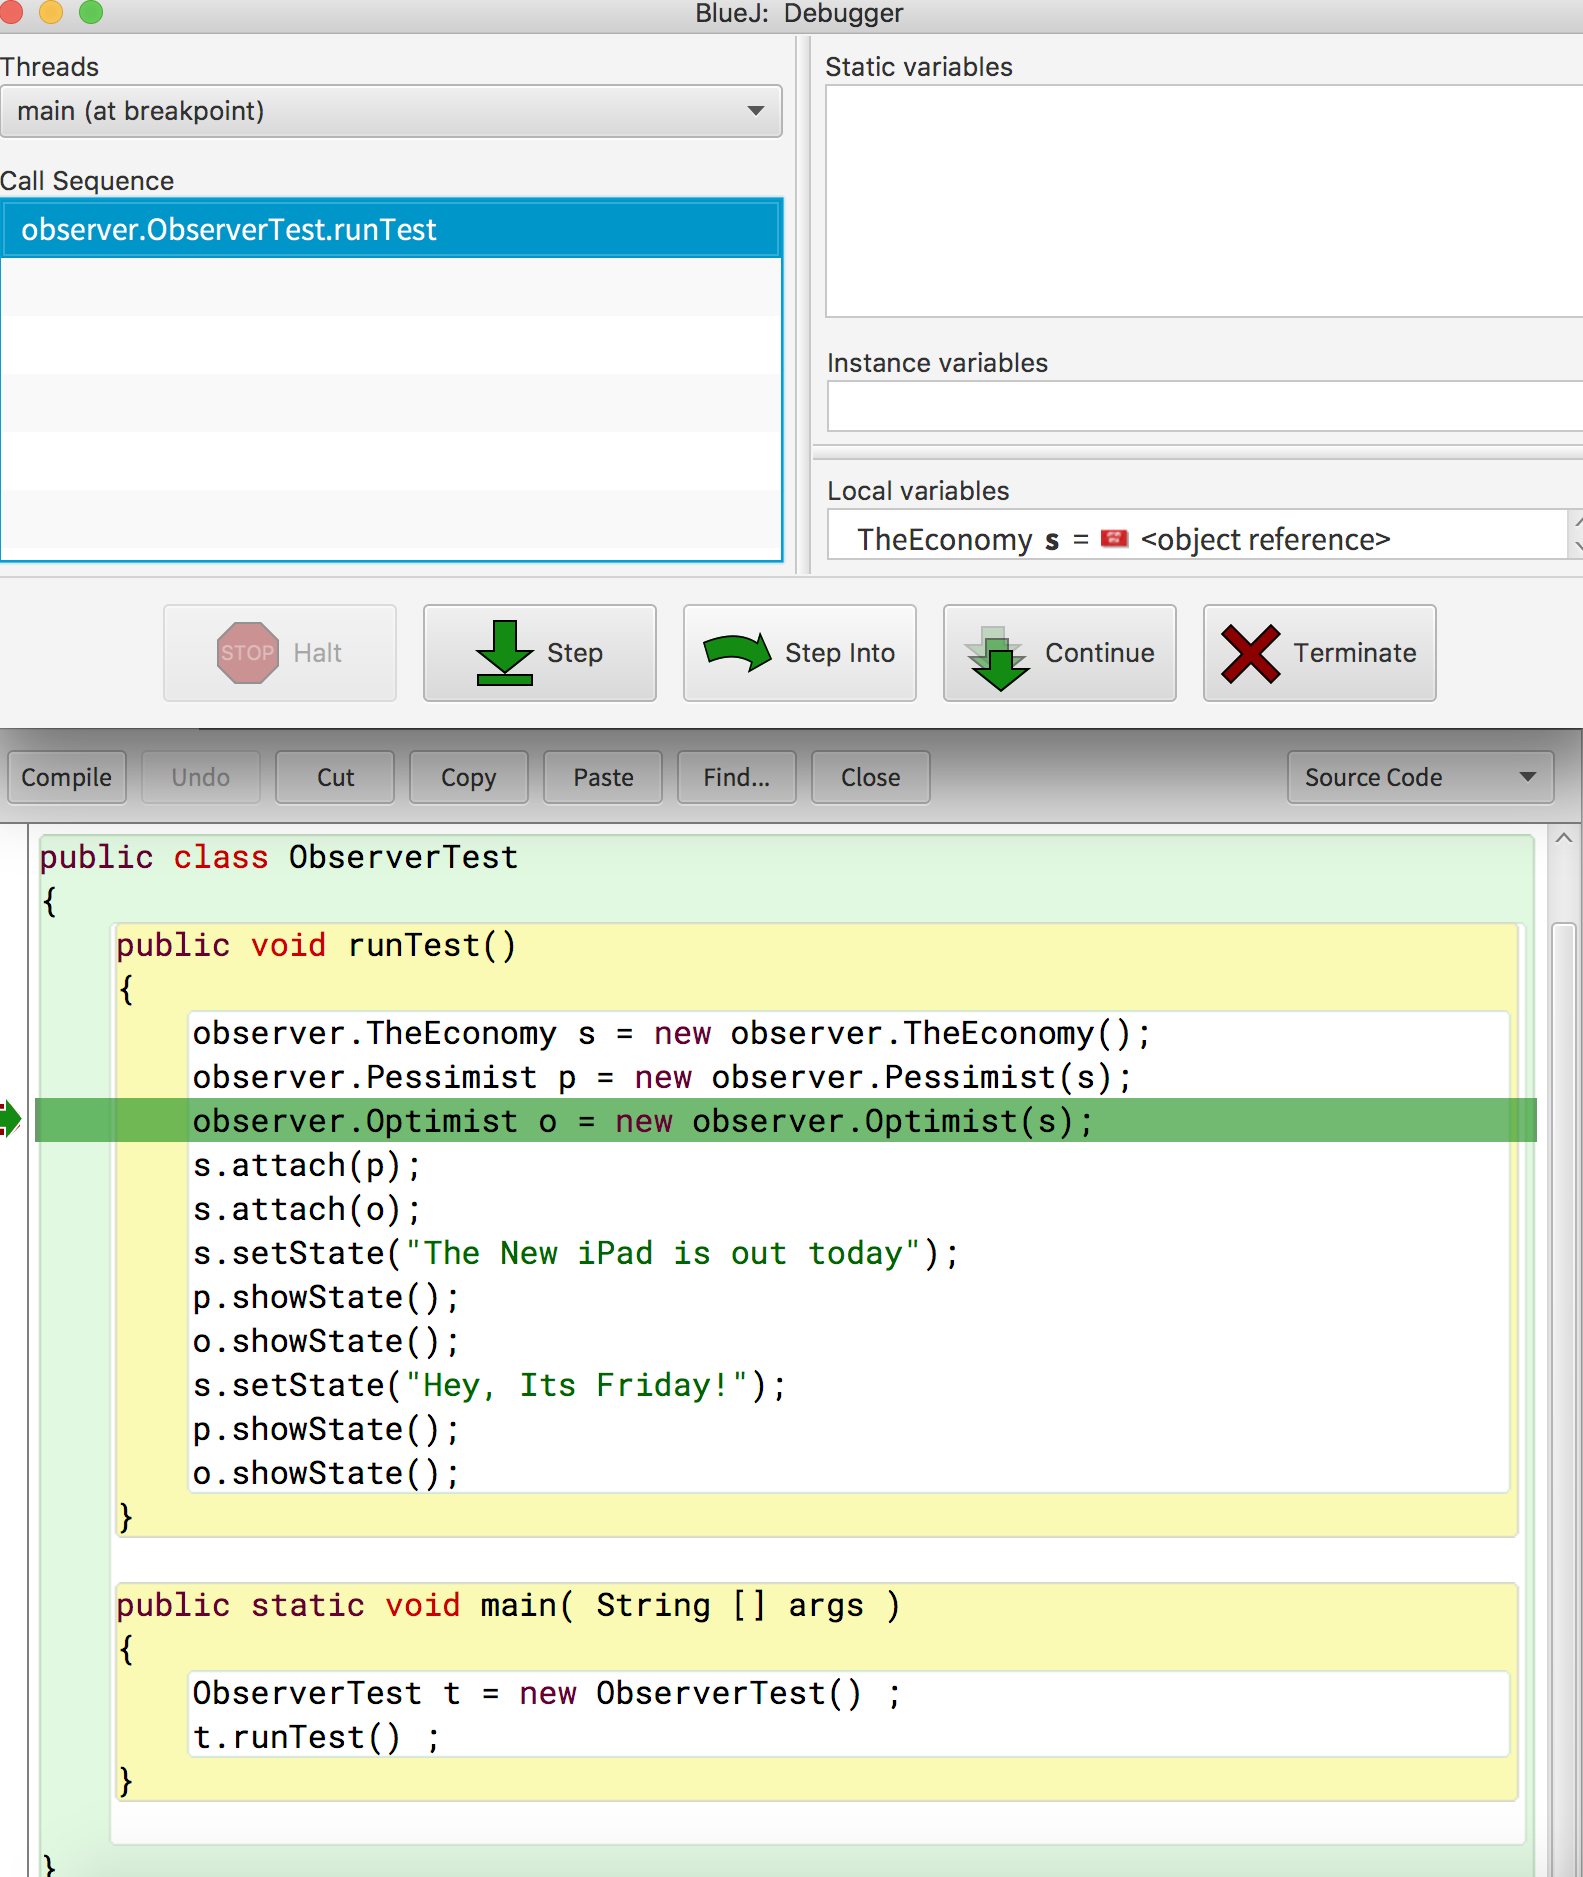 BlueJ: Debugger
Threads
main (at breakpoint)
Call Sequence
observer.ObserverTest.runTest
Static variables
Instance variables
Local variables
TheEconomy s = <object reference>
STOP Halt
Step
Step Into
Continue
Terminate
Compile
Undo
Cut
Copy
Paste
Find...
Close
Source Code
public class ObserverTest
{
public void runTest()
{
observer.TheEconomy s = new observer.TheEconomy();
observer.Pessimist p = new observer.Pessimist(s);
observer.Optimist o = new observer.Optimist(s);
s.attach(p);
s.attach(o);
s.setState("The New iPad is out today");
p.showState();
o.showState();
s.setState("Hey, Its Friday!");
p.showState();
o.showState();
}
public static void main( String [] args )
{
ObserverTest t = new ObserverTest() ;
t.runTest() ;
}
}